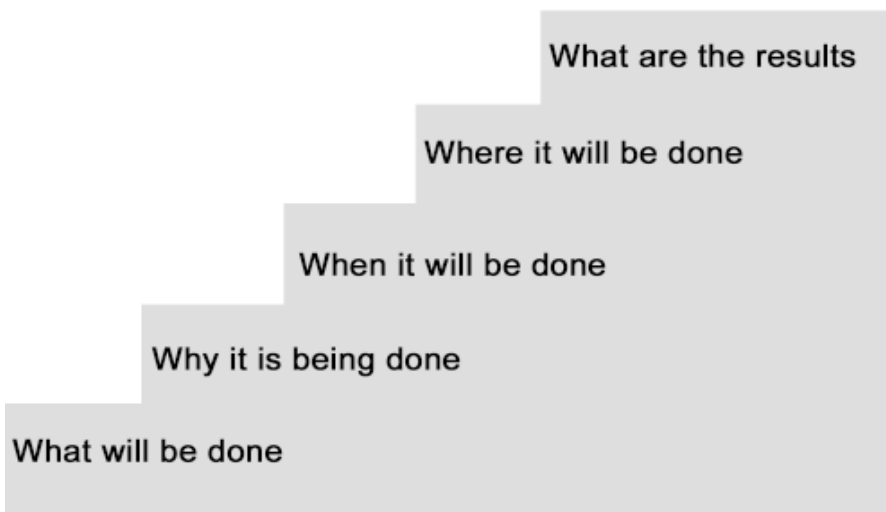 What are the results
Where it will be done
When it will be done
Why it is being done
What will be done